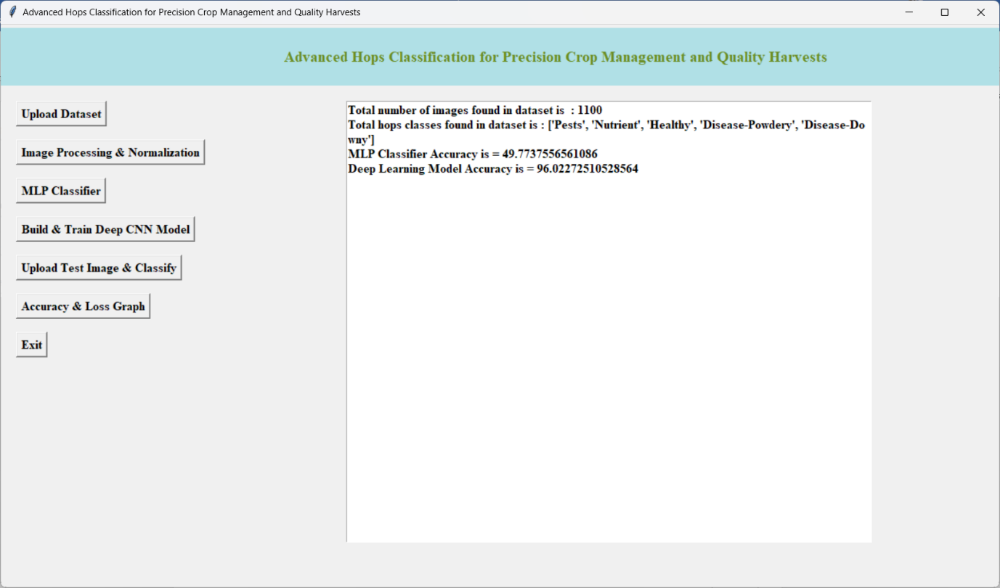 Advanced Hops Classification for Precision Crop Management and Quality Harvests
Advanced Hops Classification for Precision Crop Management and Quality Harvests
Upload Dataset
Image Processing & Normalization
MLP Classifier
Build & Train Deep CNN Model
Upload Test Image & Classify
Accuracy & Loss Graph
Exit
Total number of images found in dataset is  : 1100
Total hops classes found in dataset is : ['Pests', 'Nutrient', 'Healthy', 'Disease-Powdery', 'Disease-Do
wny']
MLP Classifier Accuracy is = 49.7737556561086
Deep Learning Model Accuracy is = 96.02272510528564